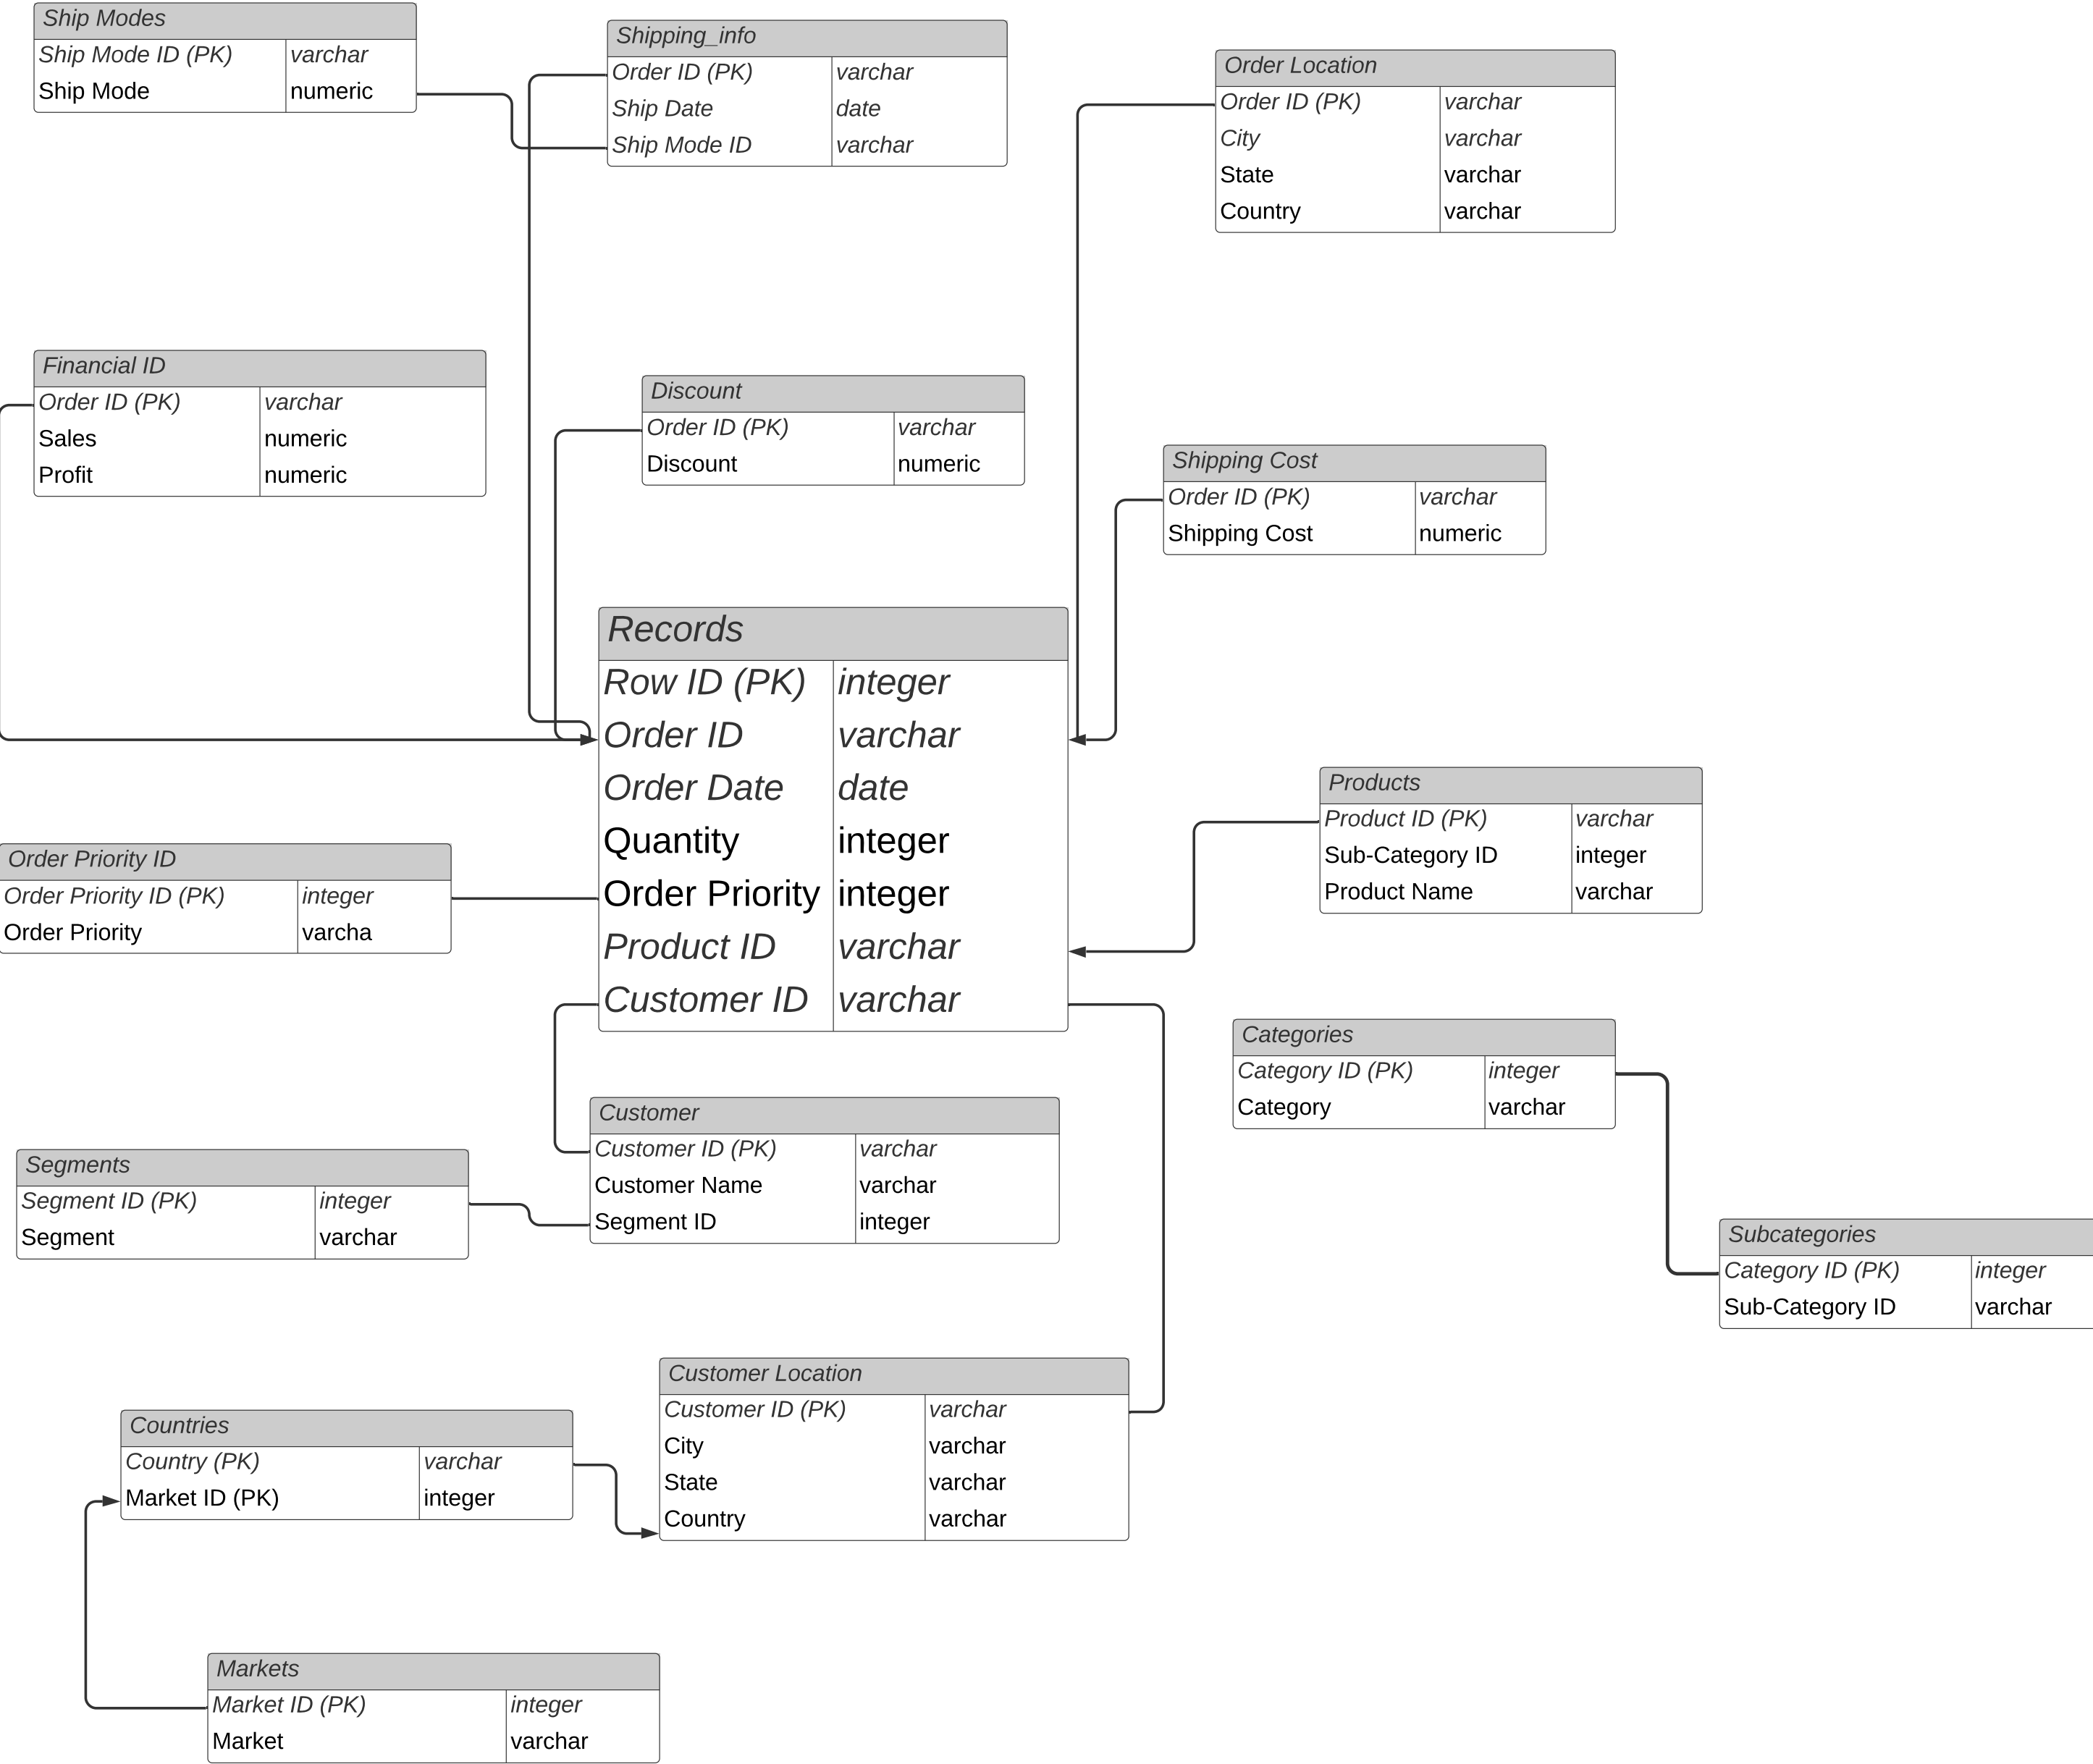 Ship Modes
Ship Mode ID (PK) varchar
Ship Mode numeric
Shipping_info
Order ID (PK) varchar
Ship Date date
Ship Mode ID varchar
Order Location
Order ID (PK) varchar
City varchar
State varchar
Country varchar
Financial ID
Order ID (PK) varchar
Sales numeric
Profit numeric
Discount
Order ID (PK) varchar
Discount numeric
Shipping Cost
Order ID (PK) varchar
Shipping Cost numeric
Records
Row ID (PK) integer
Order ID varchar
Order Date date
Quantity integer
Order Priority integer
Product ID varchar
Customer ID varchar
Products
Product ID (PK) varchar
Sub-Category ID integer
Product Name varchar
Order Priority ID
Order Priority ID (PK) integer
Order Priority varcha
Categories
Category ID (PK) integer
Category varchar
Customer
Customer ID (PK) varchar
Customer Name varchar
Segment ID integer
Segments
Segment ID (PK) integer
Segment varchar
Subcategories
Category ID (PK) integer
Sub-Category ID varchar
Customer Location
Customer ID (PK) varchar
City varchar
State varchar
Country varchar
Countries
Country (PK) varchar
Market ID (PK) integer
Markets
Market ID (PK) integer
Market varchar